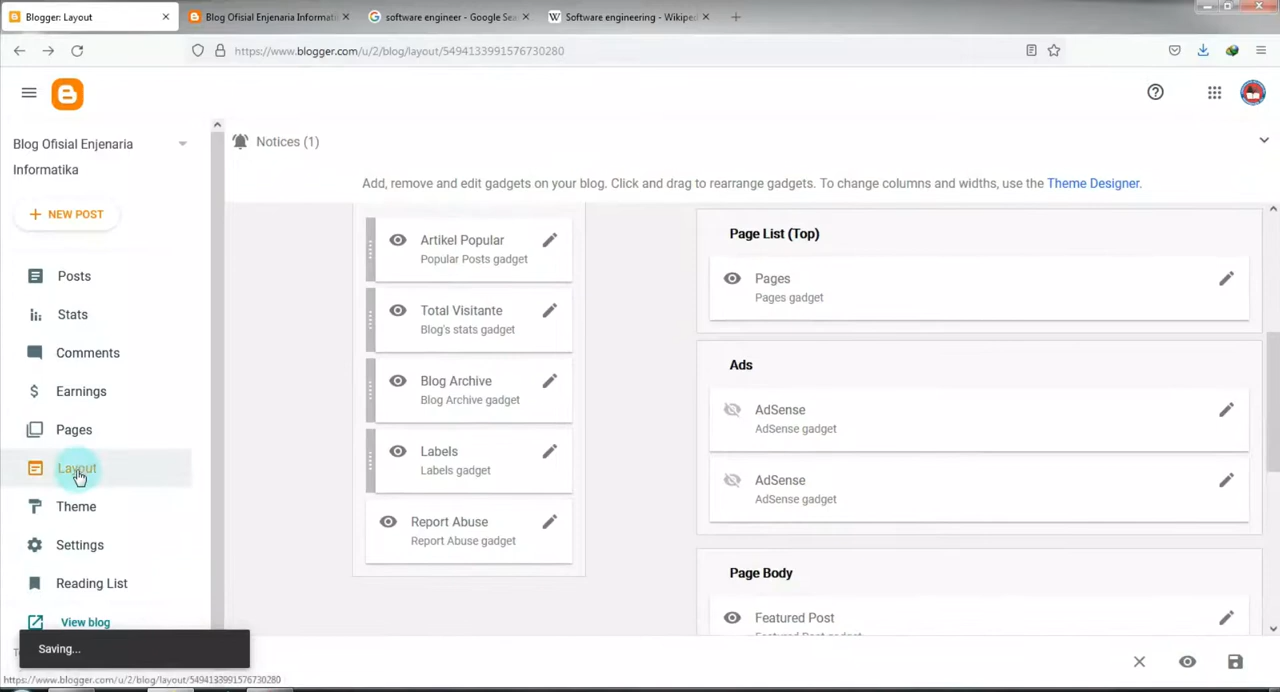 Blogger: Layout
Blog Ofisial Enjenaria Informati
software engineer - Google Sea
Software engineering - Wikiped
https://www.blogger.com/u/2/blog/layout/5494133991576730280
Blog Ofisial Enjenaria
Informatika
NEW POST
Posts
Stats
Comments
Earnings
Pages
Layout
Theme
Settings
Reading List
View blog
Saving...
https://www.blogger.com/u/2/blog/layout/5494133991576730280
Notices (1)
Add, remove and edit gadgets on your blog. Click and drag to rearrange gadgets. To change columns and widths, use the Theme Designer.
Artikel Popular
Popular Posts gadget
Total Visitante
Blog's stats gadget
Blog Archive
Blog Archive gadget
Labels
Labels gadget
Report Abuse
Report Abuse gadget
Page List (Top)
Pages
Pages gadget
Ads
AdSense
AdSense gadget
AdSense
AdSense gadget
Page Body
Featured Post
Featured Post gadget